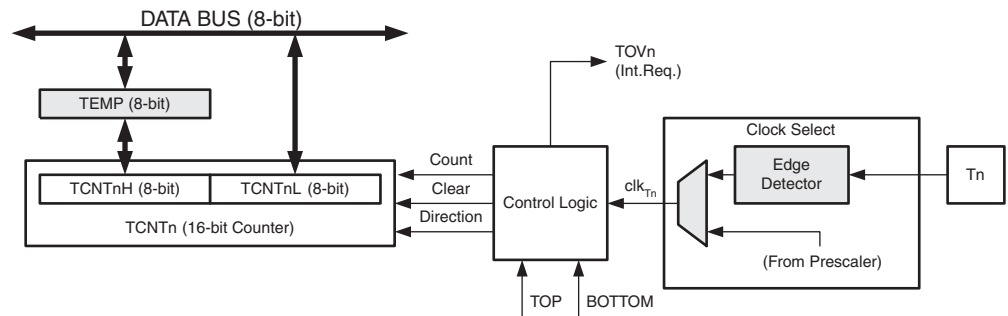 DATA BUS (8-bit)
TOVn
(Int.Req.)
TEMP (8-bit)
Clock Select
Count
Edge
Detector
Tn
TCNTnH (8-bit)
TCNTnL (8-bit)
Clear
Control Logic
clkTn
TCNTn (16-bit Counter)
Direction
(From Prescaler)
TOP
BOTTOM